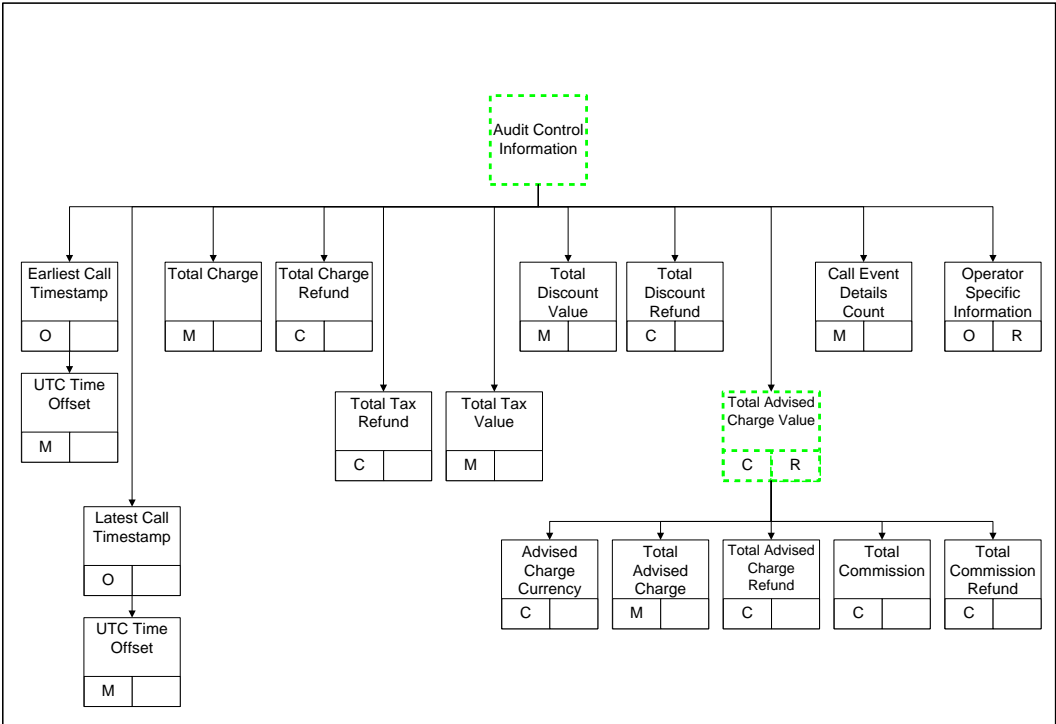 Audit Control
Information
Earliest Call
Timestamp
O
UTC Time
Offset
M
Latest Call
Timestamp
O
UTC Time
Offset
M
Total Charge
M
Total Charge
Refund
C
Total Tax
Refund
C
Total Tax
Value
M
Total
Discount
Value
M
Total
Discount
Refund
C
Total Advised
Charge Value
C R
Advised
Charge
Currency
C
Total
Advised
Charge
M
Total Advised
Charge
Refund
C
Total
Commission
C
Total
Commission
Refund
C
Call Event
Details
Count
M
Operator
Specific
Information
O R